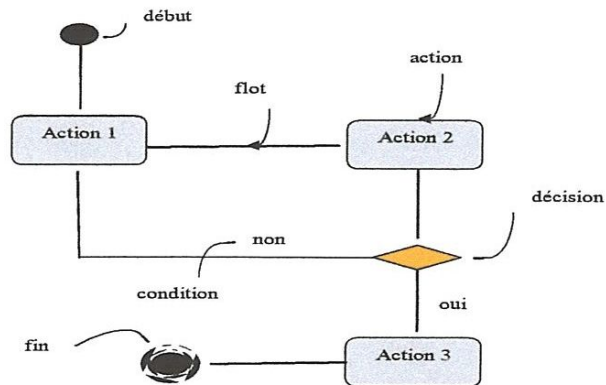 début
action
flot
Action 1
Action 2
décision
non
condition
oui
fin
Action 3